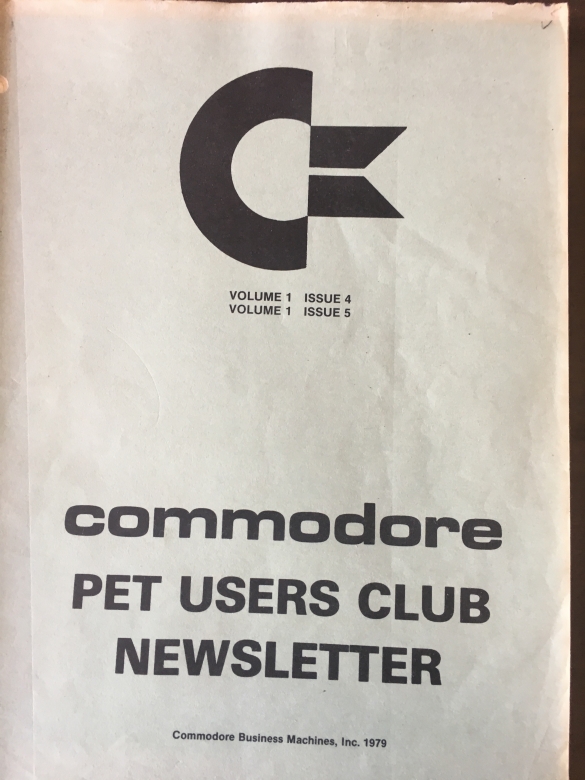 VOLUME 1 ISSUE 4
VOLUME 1 ISSUE 5
commodore
PET USERS CLUB
NEWSLETTER
Commodore Business Machines, Inc. 1979